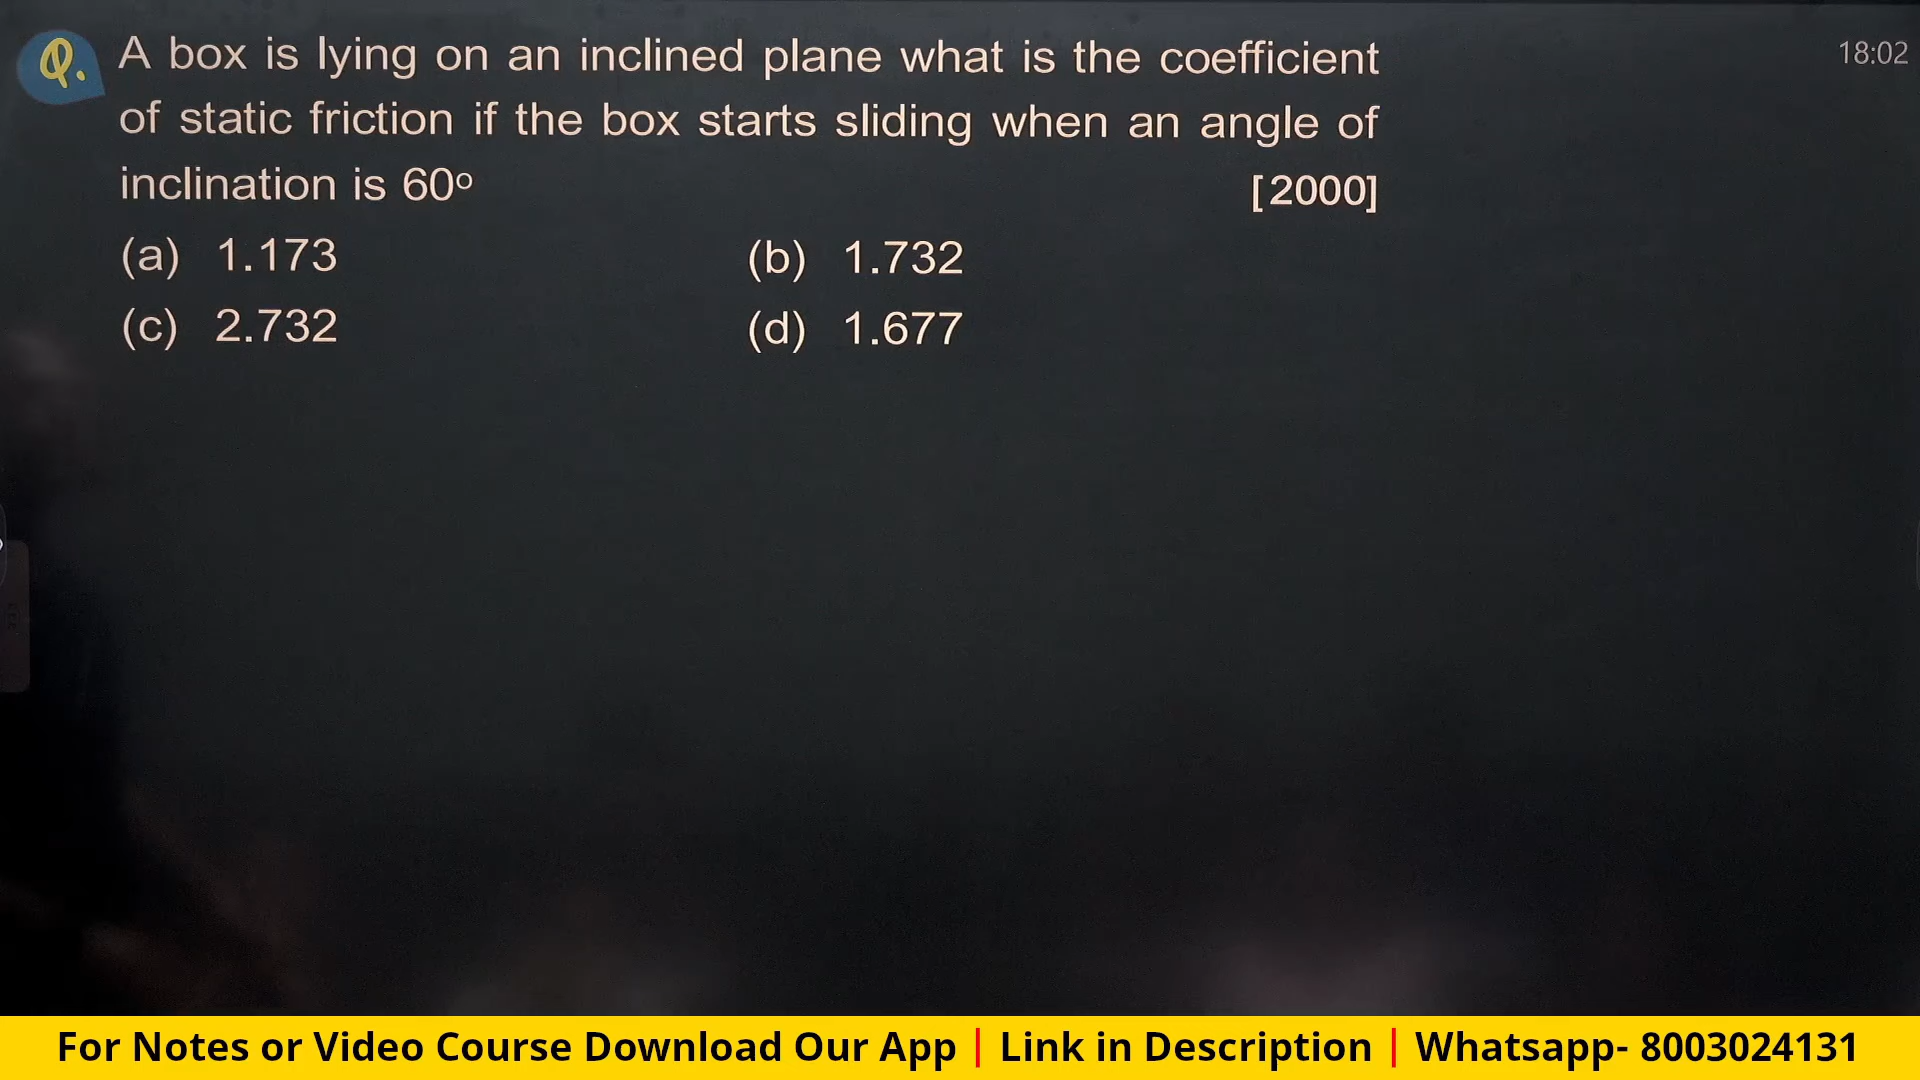 Q. A box is lying on an inclined plane what is the coefficient
18:02
of static friction if the box starts sliding when an angle of
inclination is 60º [2000]
(a) 1.173 (b) 1.732
(c) 2.732 (d) 1.677
For Notes or Video Course Download Our App | Link in Description | Whatsapp- 8003024131